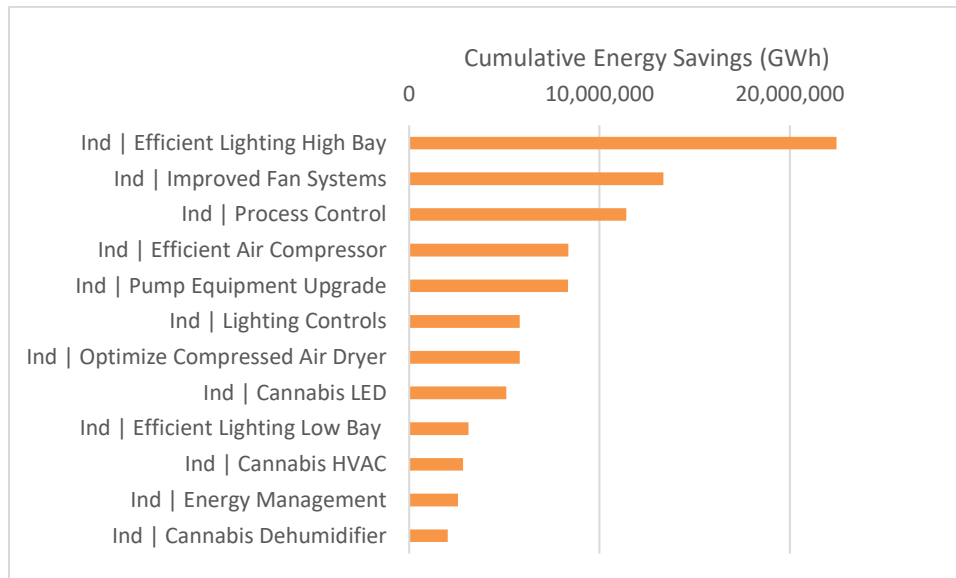 Cumulative Energy Savings (GWh)
0 10,000,000 20,000,000
Ind | Efficient Lighting High Bay
Ind | Improved Fan Systems
Ind | Process Control
Ind | Efficient Air Compressor
Ind | Pump Equipment Upgrade
Ind | Lighting Controls
Ind | Optimize Compressed Air Dryer
Ind | Cannabis LED
Ind | Efficient Lighting Low Bay
Ind | Cannabis HVAC
Ind | Energy Management
Ind | Cannabis Dehumidifier